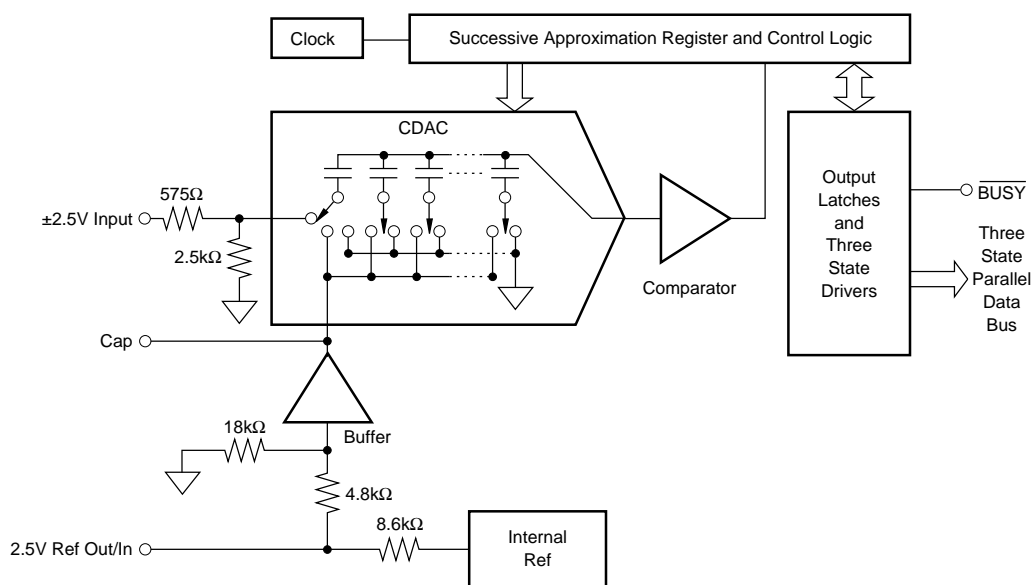 Clock
Successive Approximation Register and Control Logic
CDAC
575Ω
±2.5V Input
2.5kΩ
Comparator
Output
Latches
and
Three
State
Drivers
BUSY
Three
State
Parallel
Data
Bus
Cap
Buffer
18kΩ
4.8kΩ
2.5V Ref Out/In
8.6kΩ
Internal
Ref